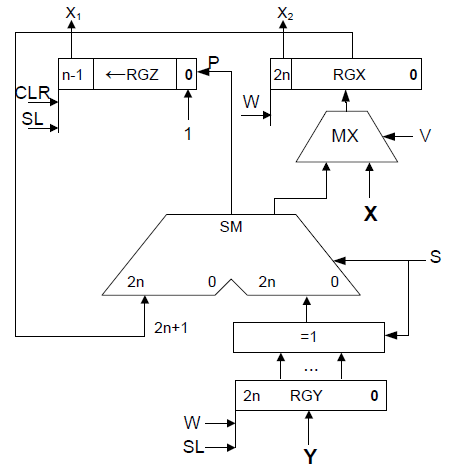 X₁ X₂
n-1 ←RGZ 0 P 2n RGX 0
CLR
SL
W
1
MX V
X
SM
S
2n 0 2n 0
2n+1
=1
...
2n RGY 0
W
SL
Y